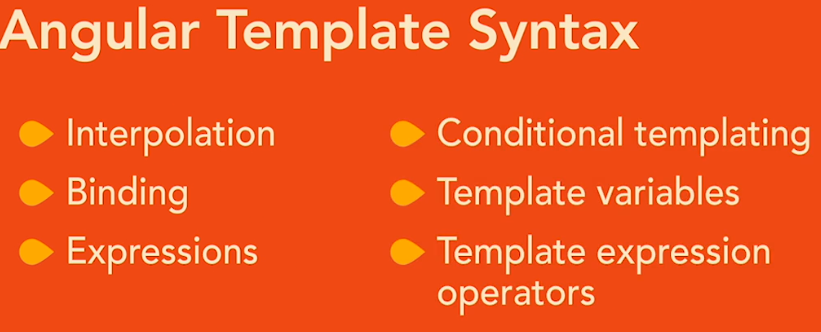 Angular Template Syntax
Interpolation
Binding
Expressions
Conditional templating
Template variables
Template expression
operators